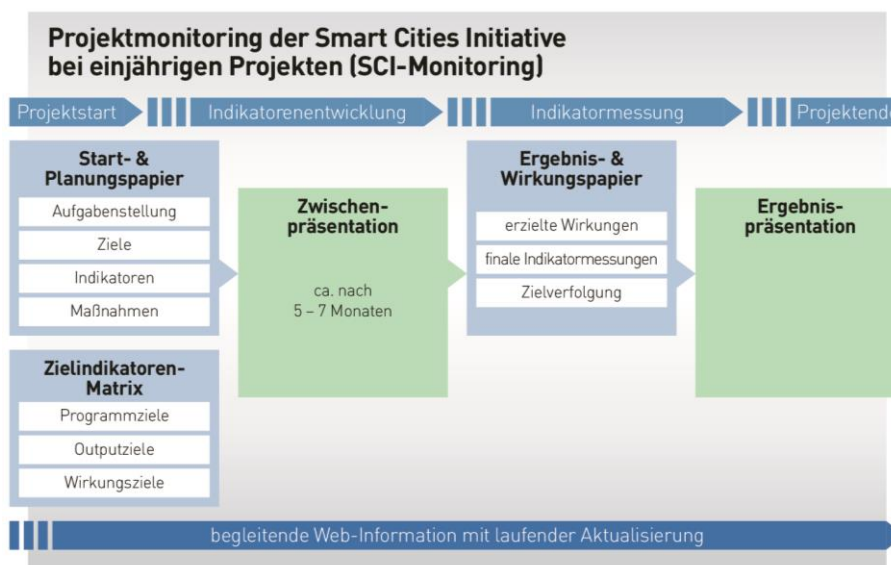 Projektmonitoring der Smart Cities Initiative
bei einjährigen Projekten (SCI-Monitoring)
Projektstart
Indikatorenentwicklung
Indikatormessung
Projektende
Start- &
Planungspapier
Aufgabenstellung
Ziele
Indikatoren
Maßnahmen
Zielindikatoren-
Matrix
Programmziele
Outputziele
Wirkungsziele
Zwischen-
präsentation
ca. nach
5 – 7 Monaten
Ergebnis- &
Wirkungspapier
erzielte Wirkungen
finale Indikatormessungen
Zielverfolgung
Ergebnis-
präsentation
begleitende Web-Information mit laufender Aktualisierung